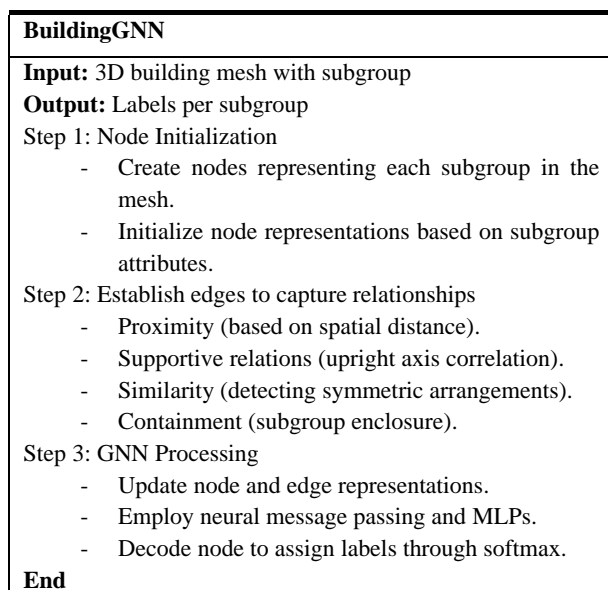 BuildingGNN
Input: 3D building mesh with subgroup
Output: Labels per subgroup
Step 1: Node Initialization
- Create nodes representing each subgroup in the
mesh.
- Initialize node representations based on subgroup
attributes.
Step 2: Establish edges to capture relationships
- Proximity (based on spatial distance).
- Supportive relations (upright axis correlation).
- Similarity (detecting symmetric arrangements).
- Containment (subgroup enclosure).
Step 3: GNN Processing
- Update node and edge representations.
- Employ neural message passing and MLPs.
- Decode node to assign labels through softmax.
End